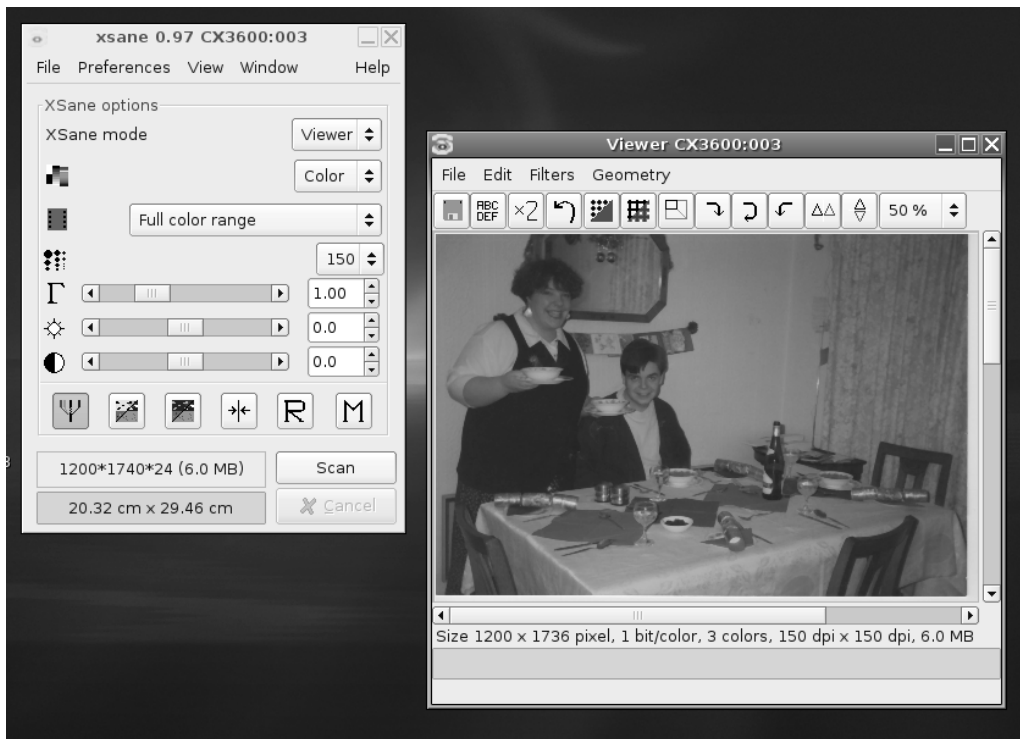 xsane 0.97 CX3600:003
File Preferences View Window Help
XSane options
XSane mode Viewer
Color
Full color range
150
1.00
0.0
0.0
R M
1200*1740*24 (6.0 MB) Scan
20.32 cm x 29.46 cm Cancel
Viewer CX3600:003
File Edit Filters Geometry
ABC
DEF
×2
50 %
Size 1200 x 1736 pixel, 1 bit/color, 3 colors, 150 dpi x 150 dpi, 6.0 MB